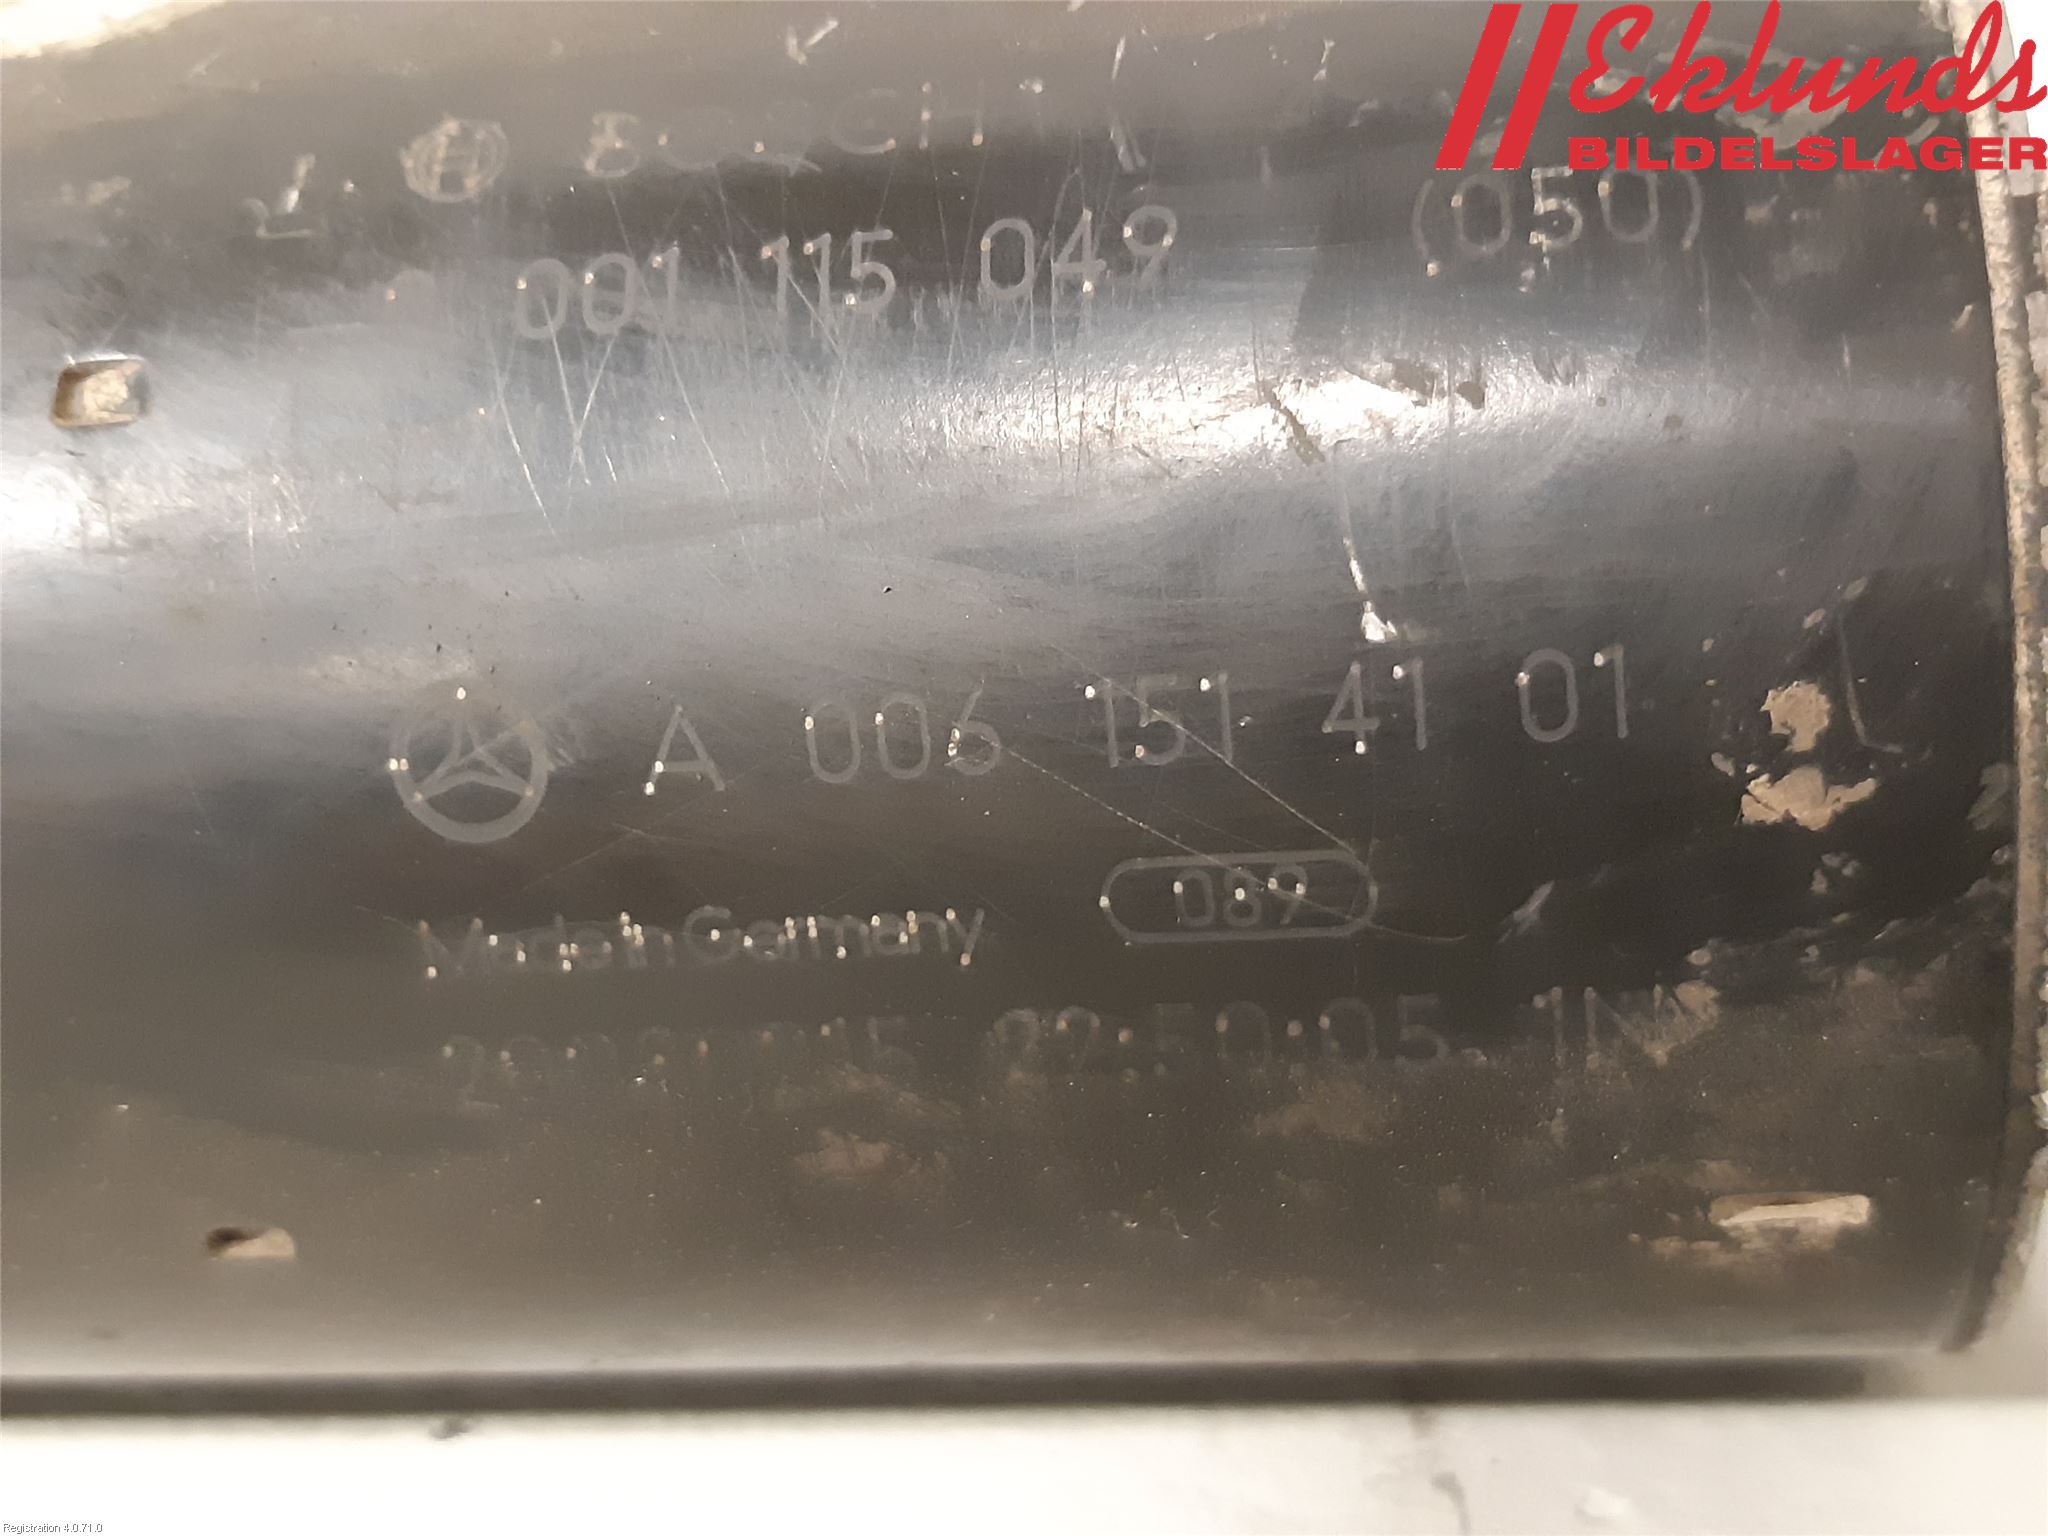 Eklunds
BILDELSLAGER
BOSCH
001 115 049 (050)
A 006 151 41 01
089
Made in Germany
Registration 4.0.71.0